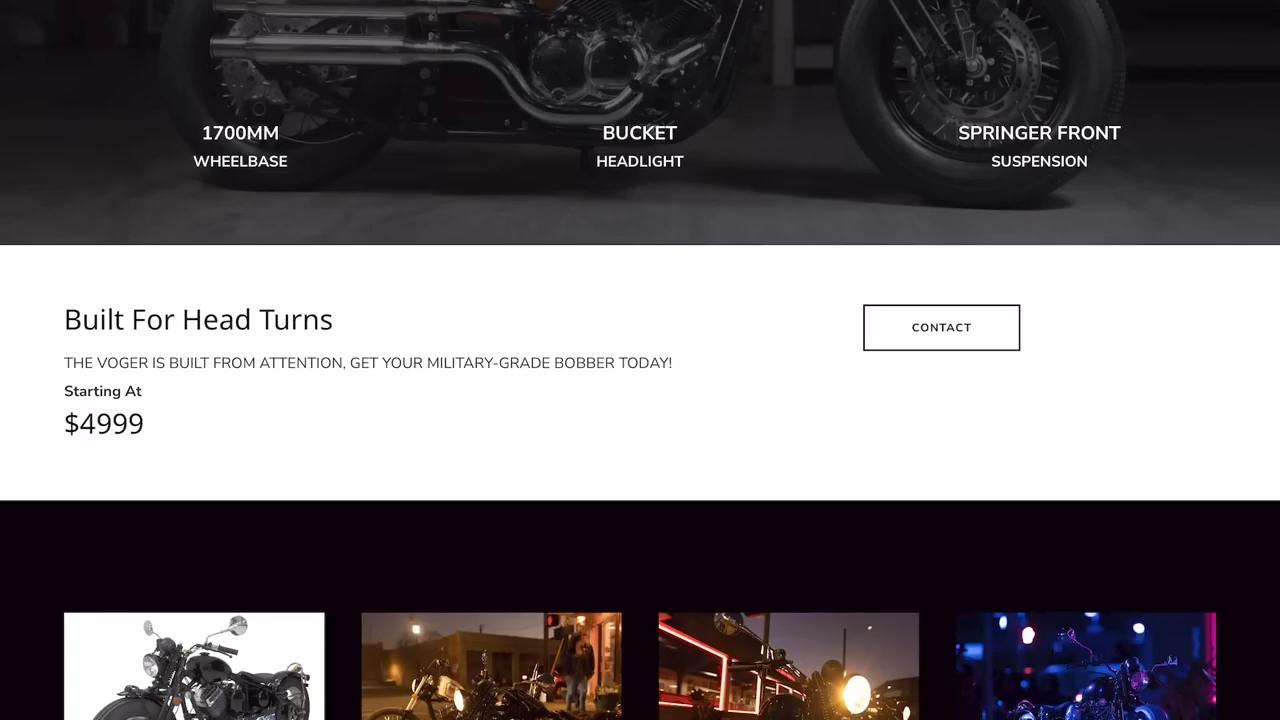 1700MM
WHEELBASE
BUCKET
HEADLIGHT
SPRINGER FRONT
SUSPENSION
Built For Head Turns
THE VOGER IS BUILT FROM ATTENTION, GET YOUR MILITARY-GRADE BOBBER TODAY!
Starting At
$4999
CONTACT